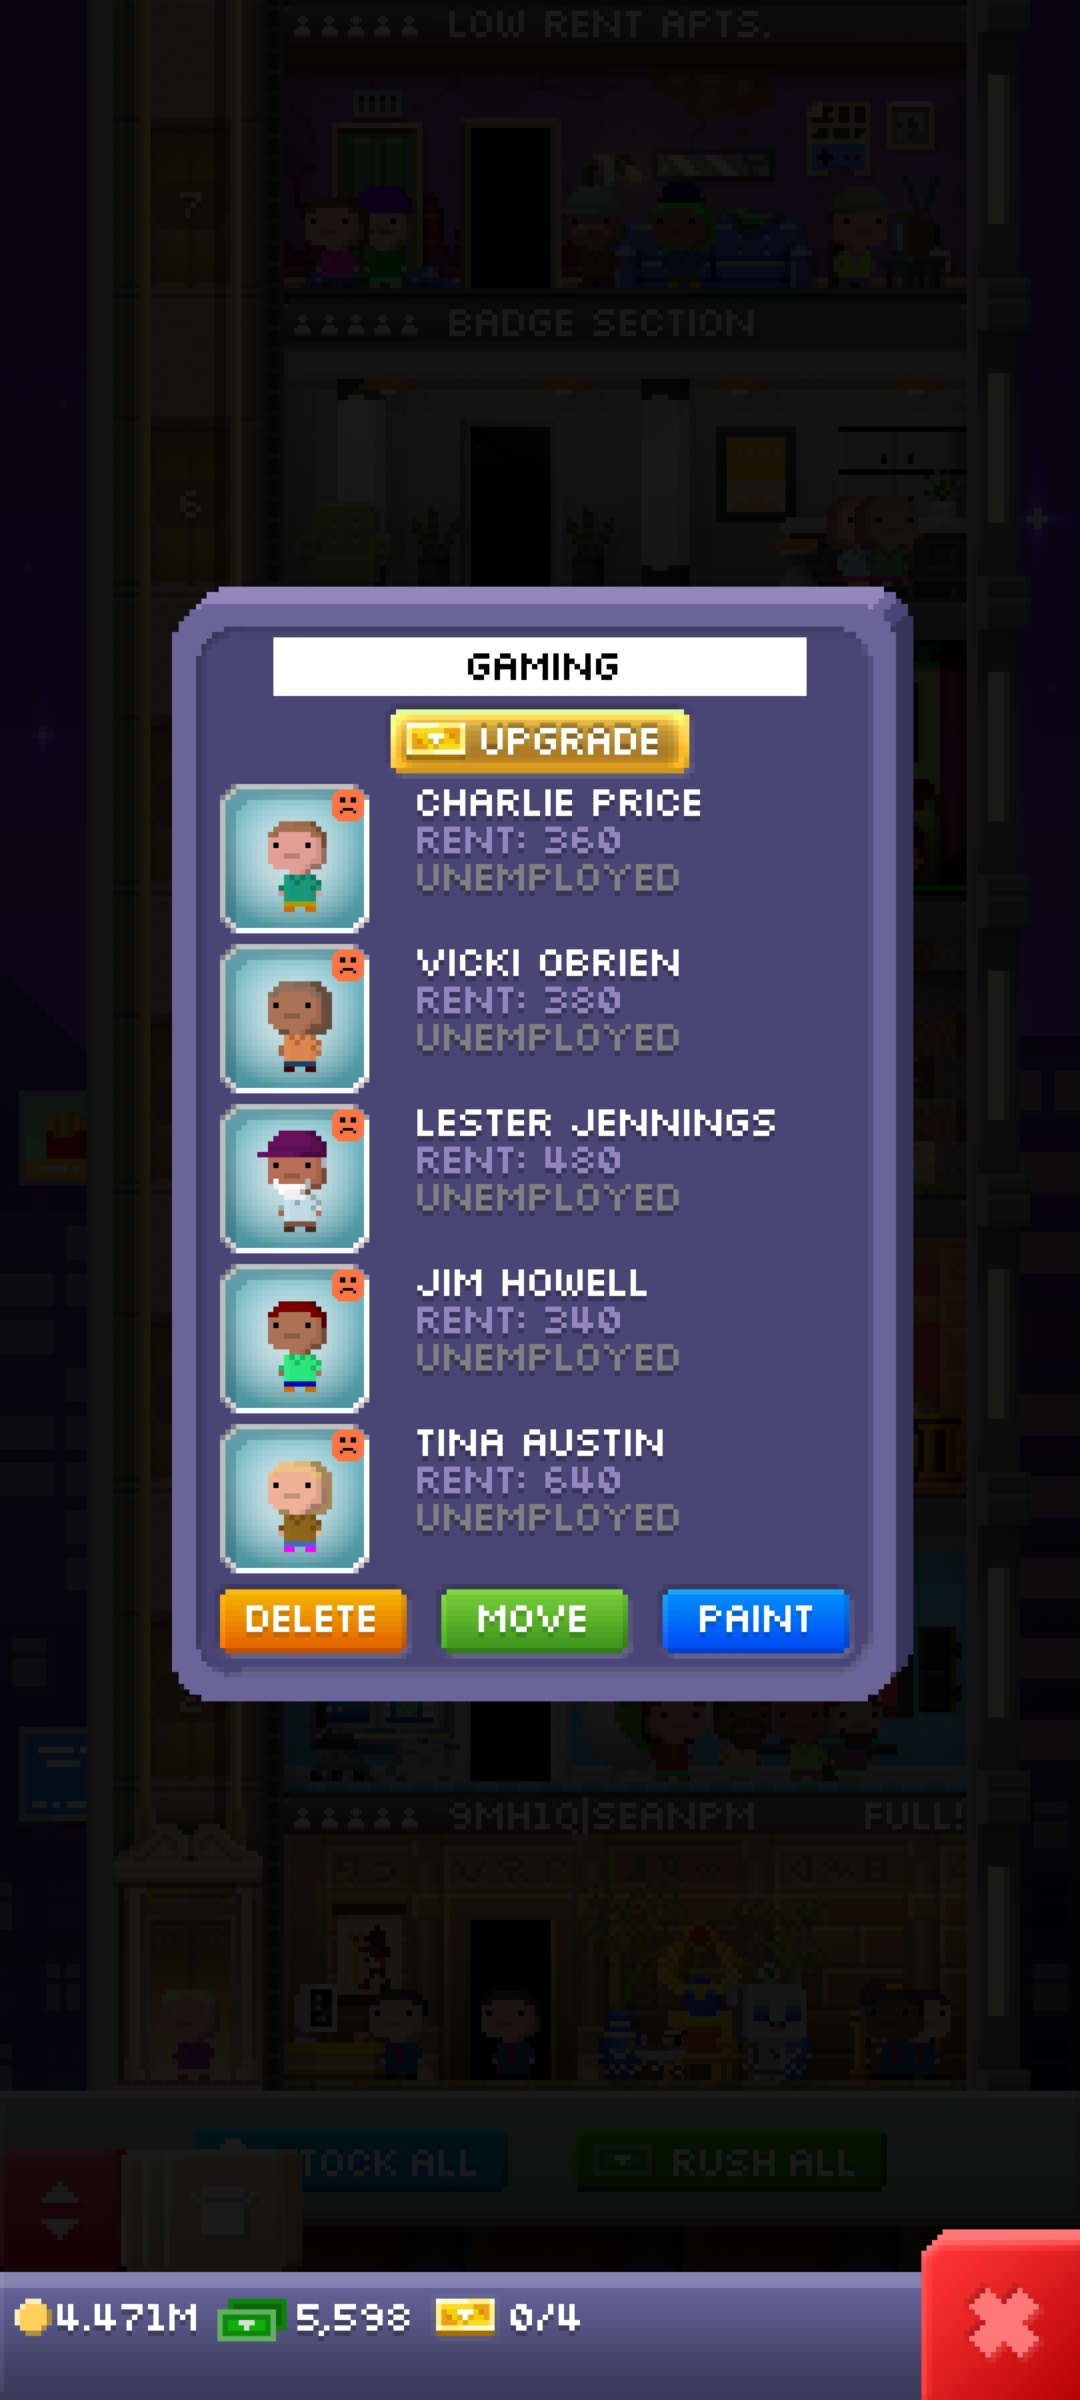 LOW RENT APTS.
7
BADGE SECTION
6
GAMING
UPGRADE
CHARLIE PRICE
RENT: 360
UNEMPLOYED
VICKI OBRIEN
RENT: 380
UNEMPLOYED
LESTER JENNINGS
RENT: 480
UNEMPLOYED
JIM HOWELL
RENT: 340
UNEMPLOYED
TINA AUSTIN
RENT: 640
UNEMPLOYED
DELETE MOVE PAINT
9MH1Q|SEANPM FULL!
TOCK ALL RUSH ALL
4.471M 5,598 0/4